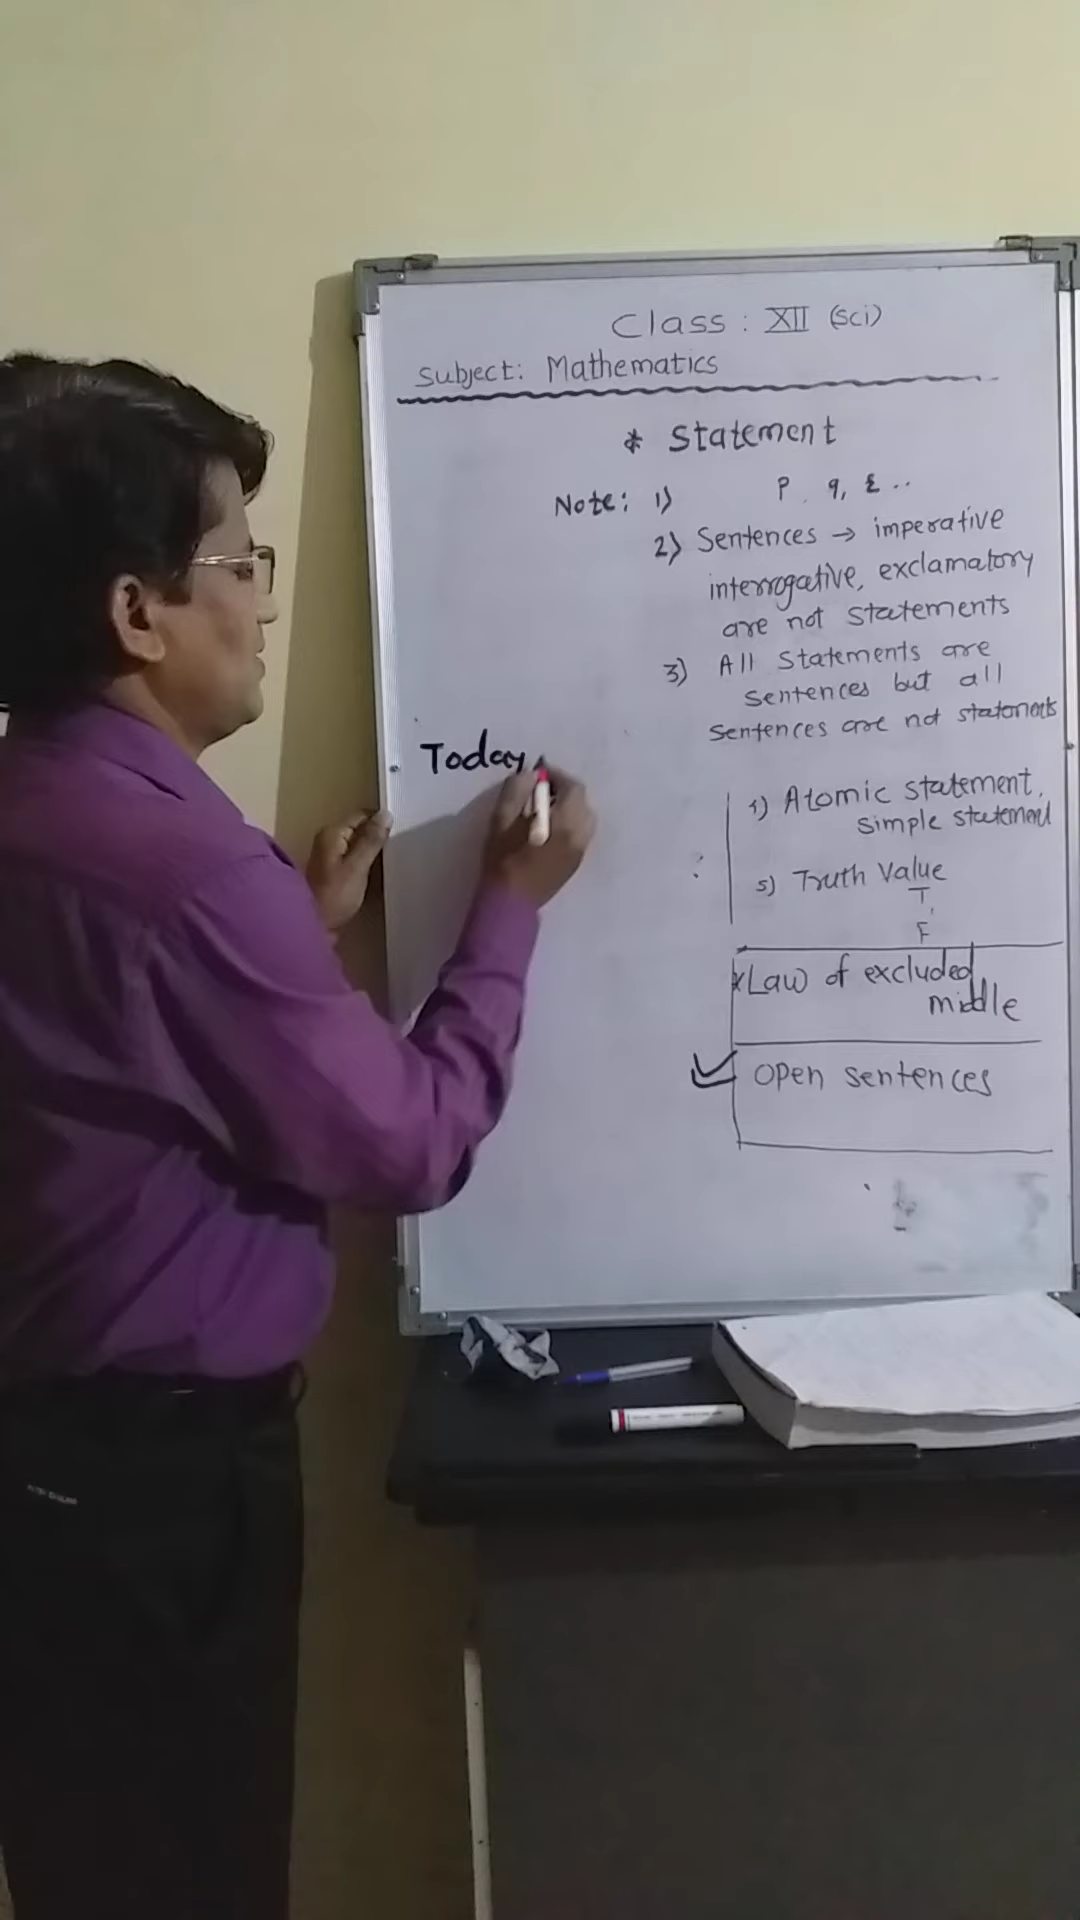 Class : XII (Sci)
Subject: Mathematics
* Statement
Note: 1) p, q, r ..
2) Sentences → imperative
interrogative, exclamatory
are not statements
3) All statements are
sentences but all
sentences are not statements
Today
4) Atomic statement,
simple statement
5) Truth Value
T,
F
* Law of excluded
middle
Open sentences